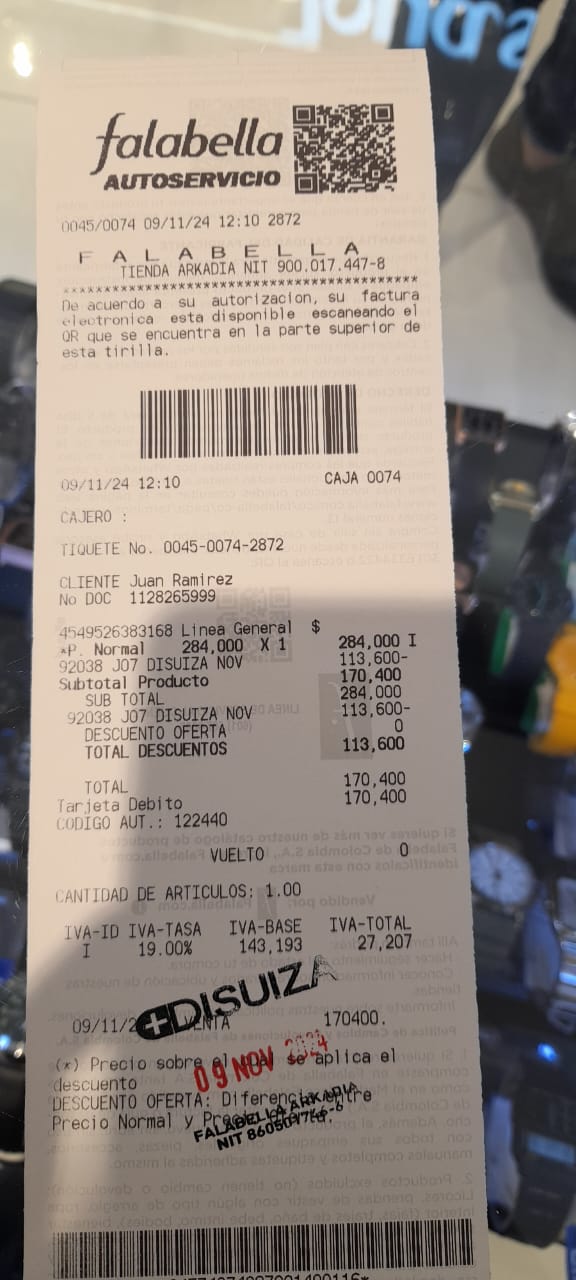 falabella
AUTOSERVICIO
0045/0074 09/11/24 12:10 2872
F A L A B E L L A
TIENDA ARKADIA NIT 900.017.447-8
****************************************
De acuerdo a su autorizacion, su factura
electronica esta disponible escaneando el
QR que se encuentra en la parte superior de
esta tirilla.
09/11/24 12:10 CAJA 0074
CAJERO :
TIQUETE No. 0045-0074-2872
CLIENTE Juan Ramirez
No DOC 1128265999
4549526383168 Linea General $
*P. Normal 284,000 X 1 284,000 I
92038 J07 DISUIZA NOV 113,600-
Subtotal Producto 170,400
SUB TOTAL 284,000
92038 J07 DISUIZA NOV 113,600-
DESCUENTO OFERTA 0
TOTAL DESCUENTOS 113,600
TOTAL 170,400
Tarjeta Debito 170,400
CODIGO AUT.: 122440
VUELTO 0
CANTIDAD DE ARTICULOS: 1.00
IVA-ID IVA-TASA IVA-BASE IVA-TOTAL
I 19.00% 143,193 27,207
DISUIZA
09/11/2 VENTA 170400.
(*) Precio sobre el cual se aplica el
descuento
09 NOV 2024
DESCUENTO OFERTA: Diferencia entre
Precio Normal y
FALABELLA ARKADIA
NIT